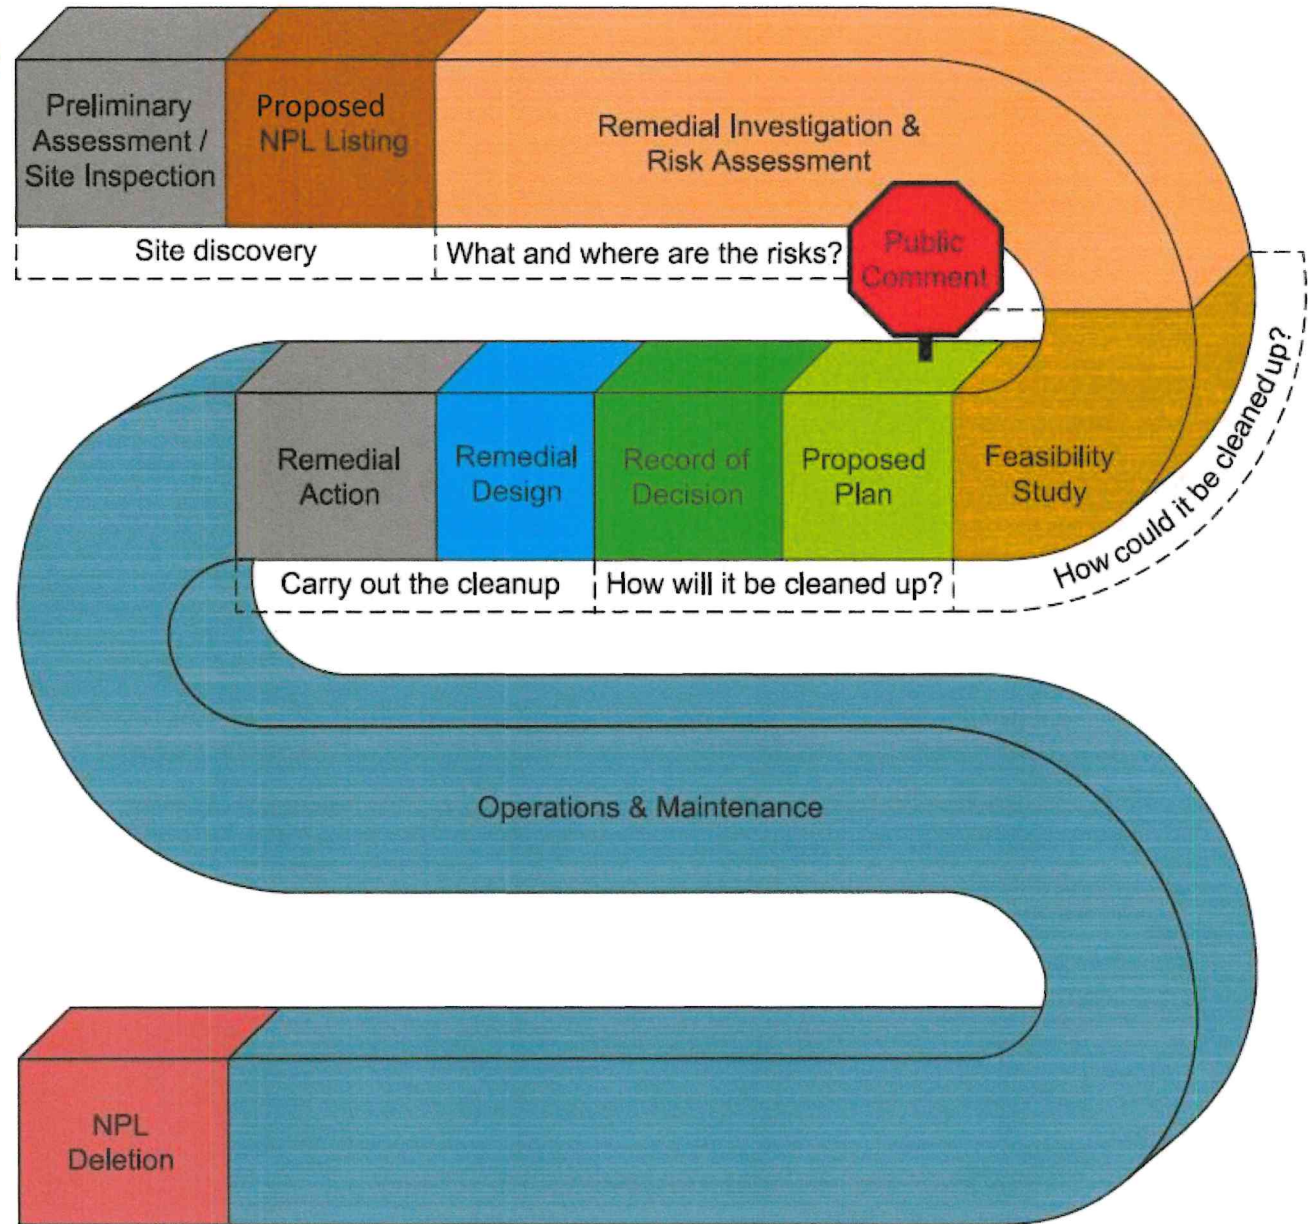 Preliminary
Assessment /
Site Inspection
Proposed
NPL Listing
Remedial Investigation &
Risk Assessment
Site discovery
What and where are the risks?
Public
Comment
How could it be cleaned up?
Feasibility
Study
Proposed
Plan
Record of
Decision
Remedial
Design
Remedial
Action
How will it be cleaned up?
Carry out the cleanup
Operations & Maintenance
NPL
Deletion